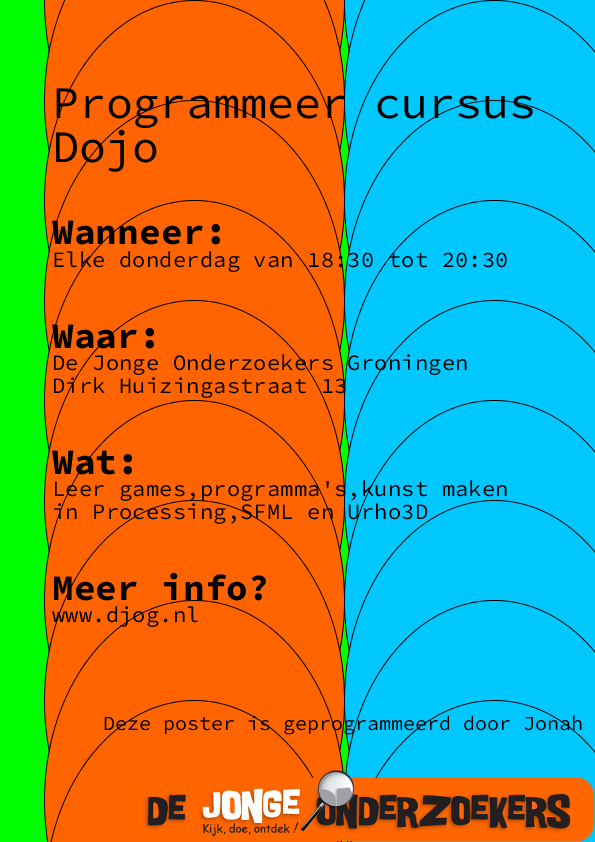 Programmeer cursus
Dojo
Wanneer:
Elke donderdag van 18:30 tot 20:30
Waar:
De Jonge Onderzoekers Groningen
Dirk Huizingastraat 13
Wat:
Leer games,programma's,kunst maken
in Processing,SFML en Urho3D
Meer info?
www.djog.nl
Deze poster is geprogrammeerd door Jonah
DE JONGE ONDERZOEKERS
Kijk, doe, ontdek !